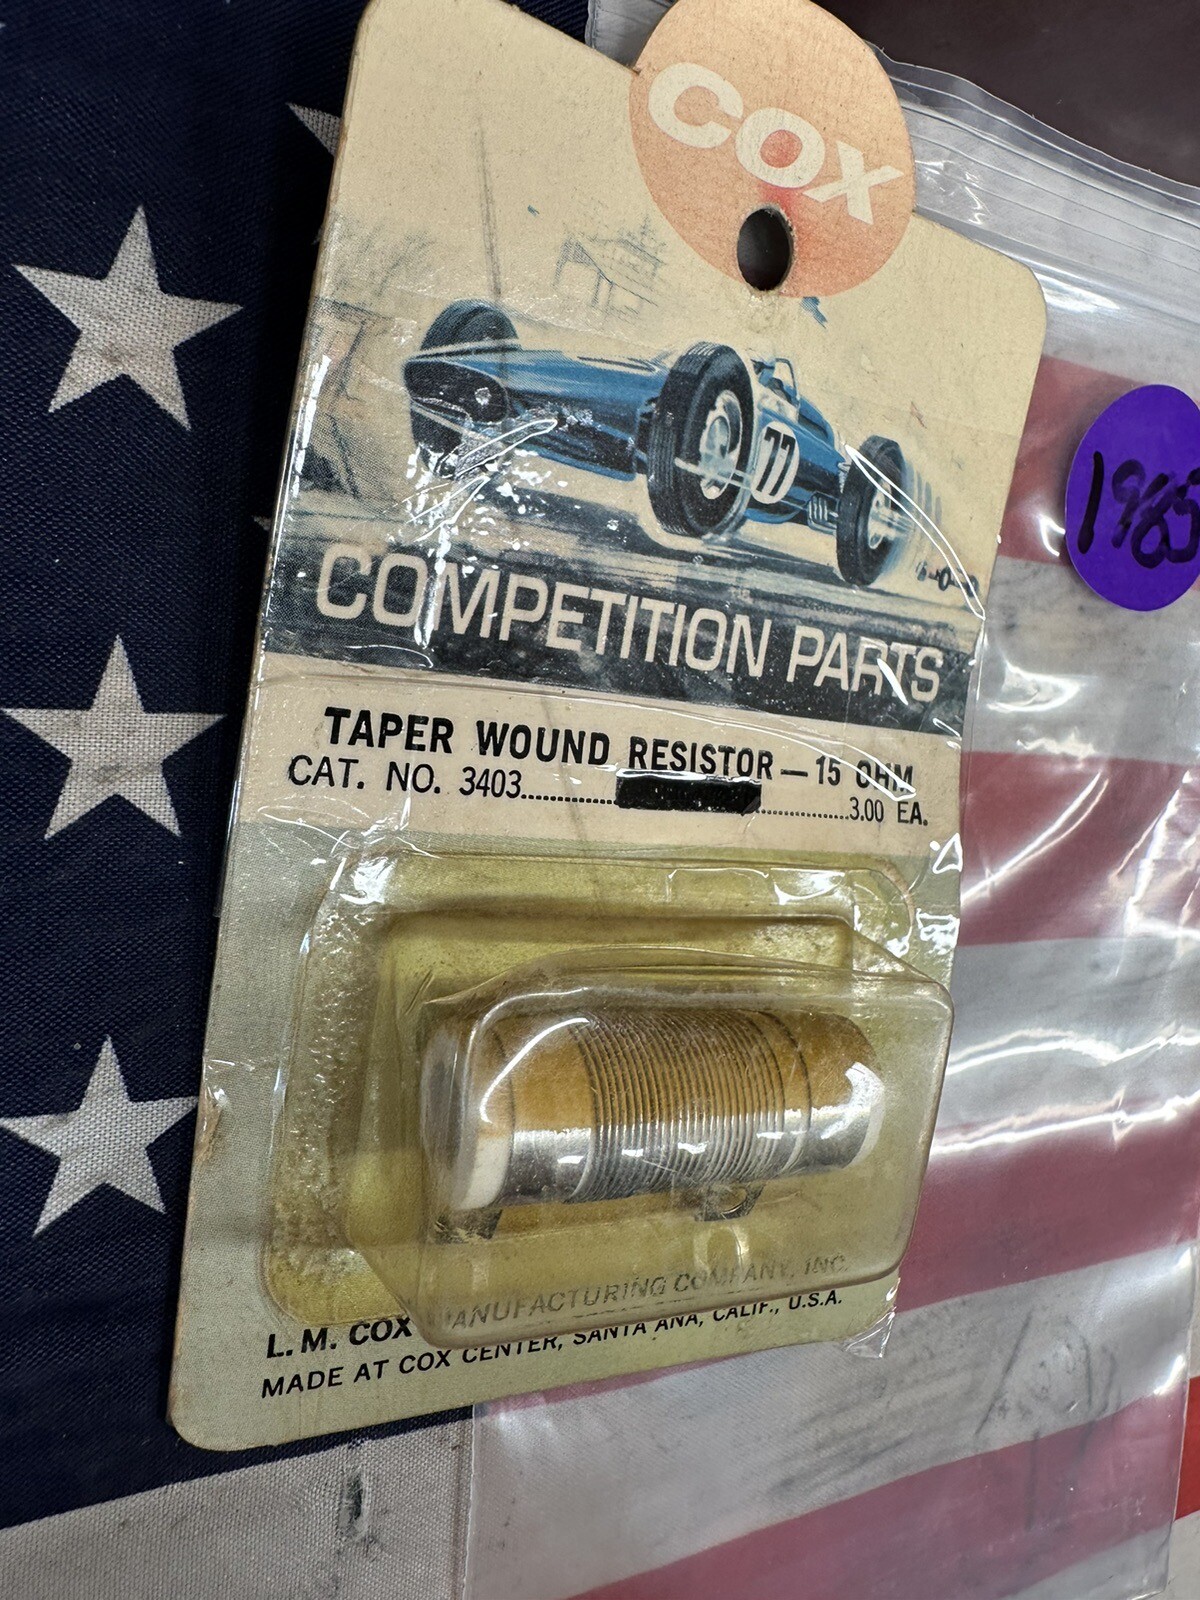 COX
77
COMPETITION PARTS
TAPER WOUND RESISTOR — 15 OHM
CAT. NO. 3403..............................3.00 EA.
L. M. COX MANUFACTURING COMPANY, INC.
MADE AT COX CENTER, SANTA ANA, CALIF., U.S.A.